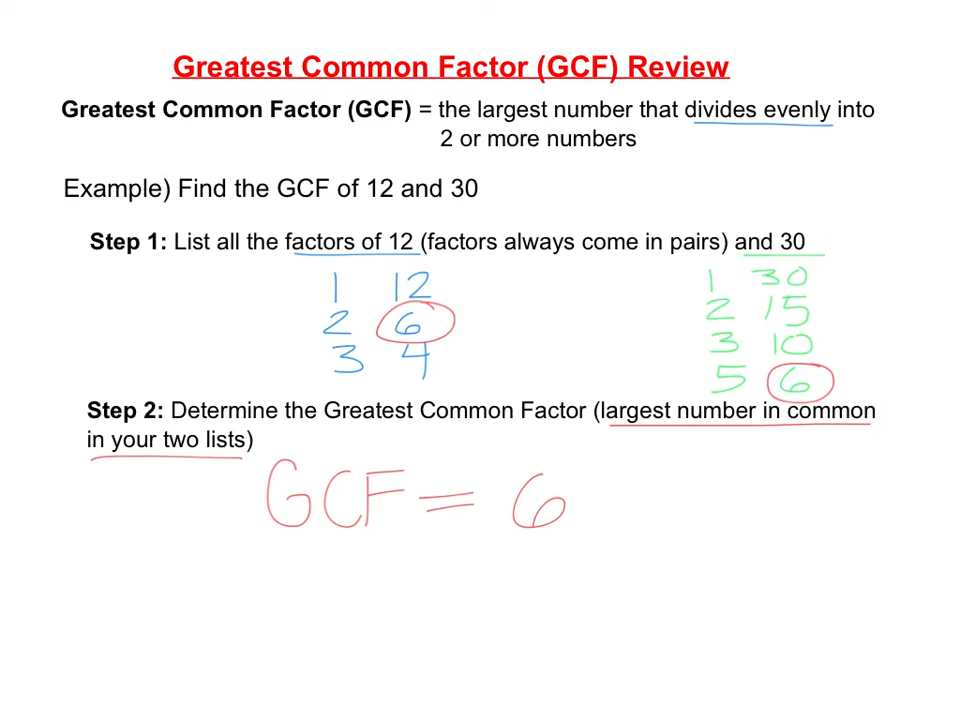 Greatest Common Factor (GCF) Review
Greatest Common Factor (GCF) = the largest number that divides evenly into
2 or more numbers
Example) Find the GCF of 12 and 30
Step 1: List all the factors of 12 (factors always come in pairs) and 30
1 12
2 6
3 4
1 30
2 15
3 10
5 6
Step 2: Determine the Greatest Common Factor (largest number in common
in your two lists)
GCF = 6